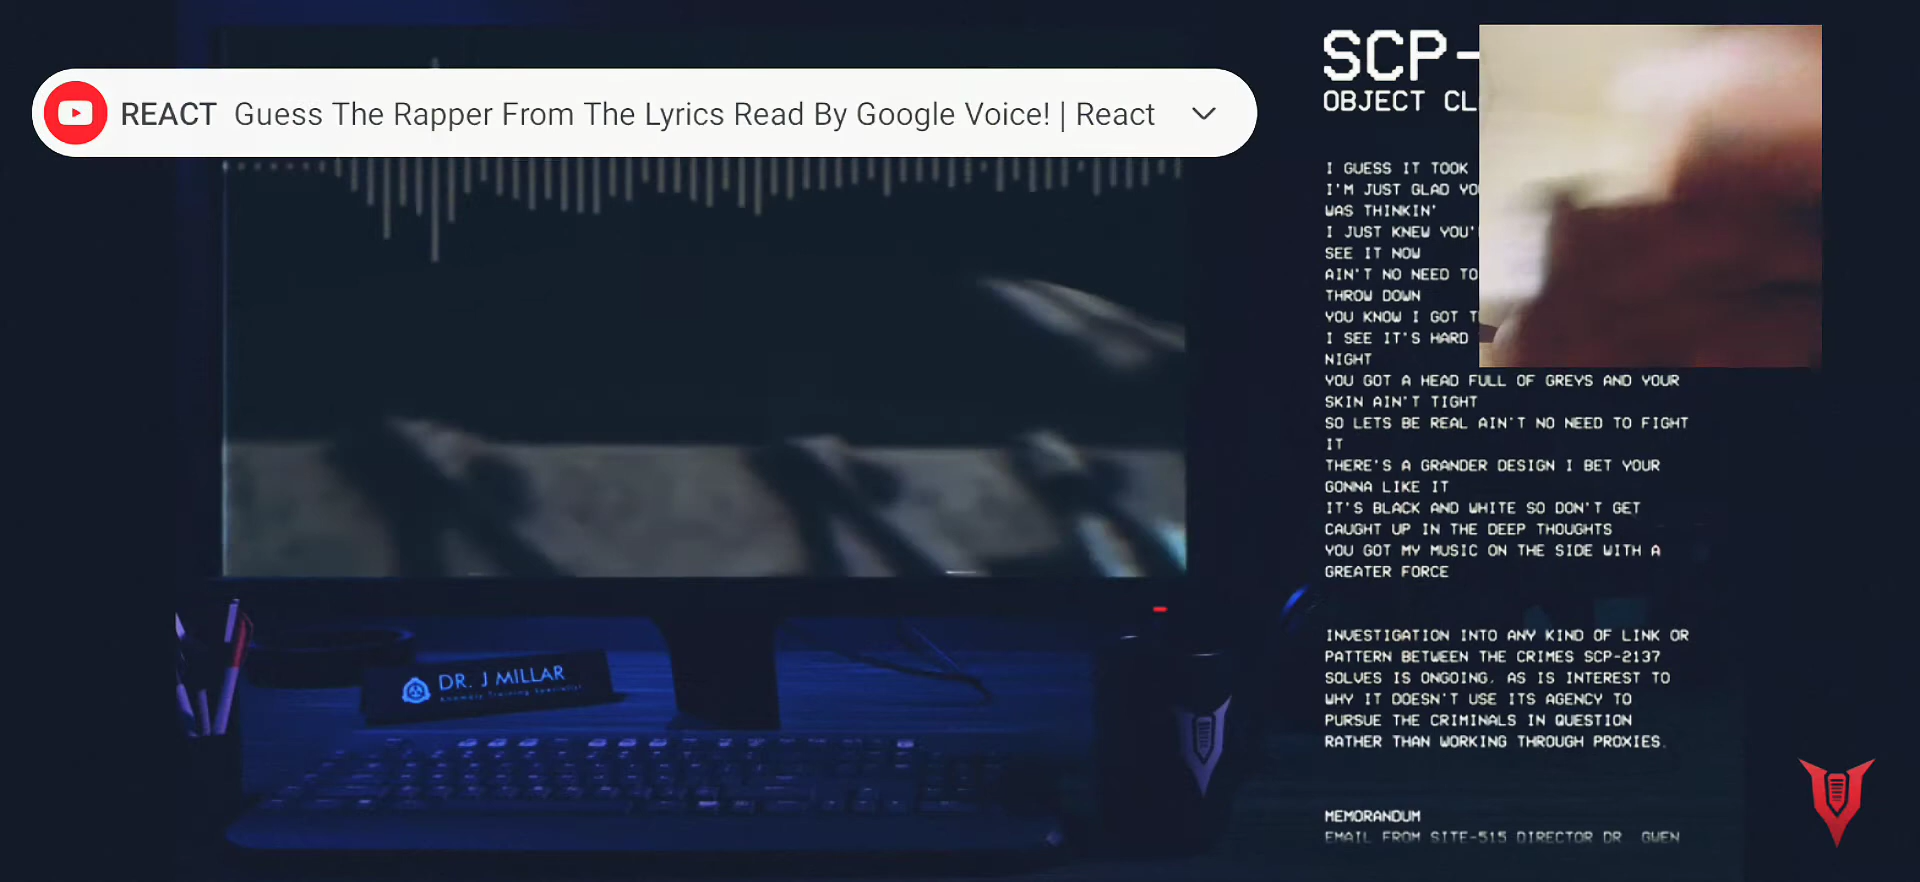 REACT Guess The Rapper From The Lyrics Read By Google Voice! | React
SCP-
OBJECT CL
I GUESS IT TOOK
I'M JUST GLAD YO
WAS THINKIN'
I JUST KNEW YOU'
SEE IT NOW
AIN'T NO NEED TO
THROW DOWN
YOU KNOW I GOT T
I SEE IT'S HARD
NIGHT
YOU GOT A HEAD FULL OF GREYS AND YOUR
SKIN AIN'T TIGHT
SO LETS BE REAL AIN'T NO NEED TO FIGHT
IT
THERE'S A GRANDER DESIGN I BET YOUR
GONNA LIKE IT
IT'S BLACK AND WHITE SO DON'T GET
CAUGHT UP IN THE DEEP THOUGHTS
YOU GOT MY MUSIC ON THE SIDE WITH A
GREATER FORCE
INVESTIGATION INTO ANY KIND OF LINK OR
PATTERN BETWEEN THE CRIMES SCP-2137
SOLVES IS ONGOING, AS IS INTEREST TO
WHY IT DOESN'T USE ITS AGENCY TO
PURSUE THE CRIMINALS IN QUESTION
RATHER THAN WORKING THROUGH PROXIES.
MEMORANDUM
EMAIL FROM SITE-515 DIRECTOR DR. GWEN
DR. J MILLAR
Anomaly Training Specialist